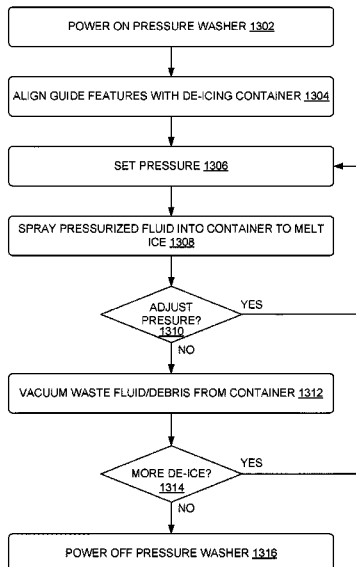 POWER ON PRESSURE WASHER 1302
ALIGN GUIDE FEATURES WITH DE-ICING CONTAINER 1304
SET PRESSURE 1306
SPRAY PRESSURIZED FLUID INTO CONTAINER TO MELT
ICE 1308
ADJUST
PRESURE?
1310
YES
NO
VACUUM WASTE FLUID/DEBRIS FROM CONTAINER 1312
MORE DE-ICE?
1314
YES
NO
POWER OFF PRESSURE WASHER 1316